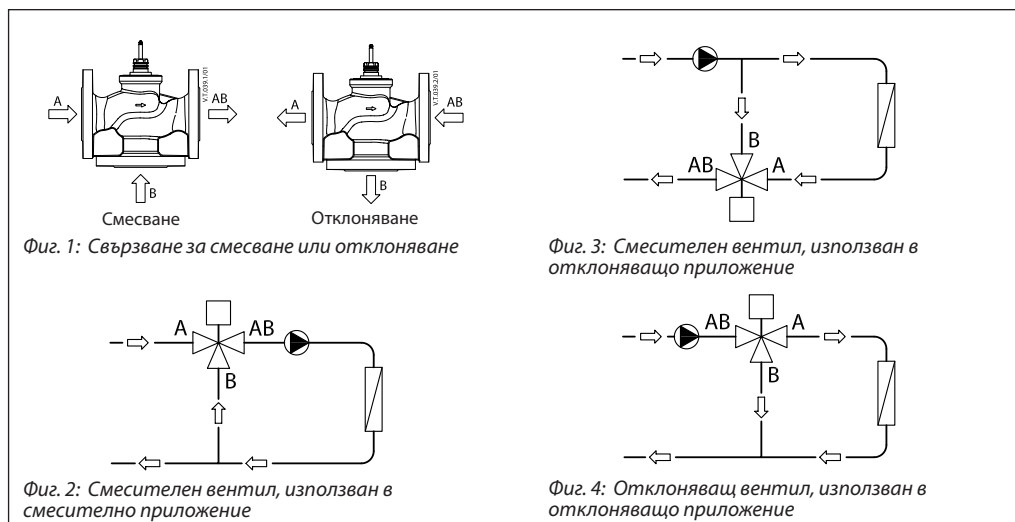 A
AB
V.T.039.1/01
B
Смесване
A
AB
V.T.039.2/01
B
Отклоняване
Фиг. 1: Свързване за смесване или отклоняване
B
AB
A
Фиг. 3: Смесителен вентил, използван в
отклоняващо приложение
A
AB
B
Фиг. 2: Смесителен вентил, използван в
смесително приложение
AB
A
B
Фиг. 4: Отклоняващ вентил, използван в
отклоняващо приложение